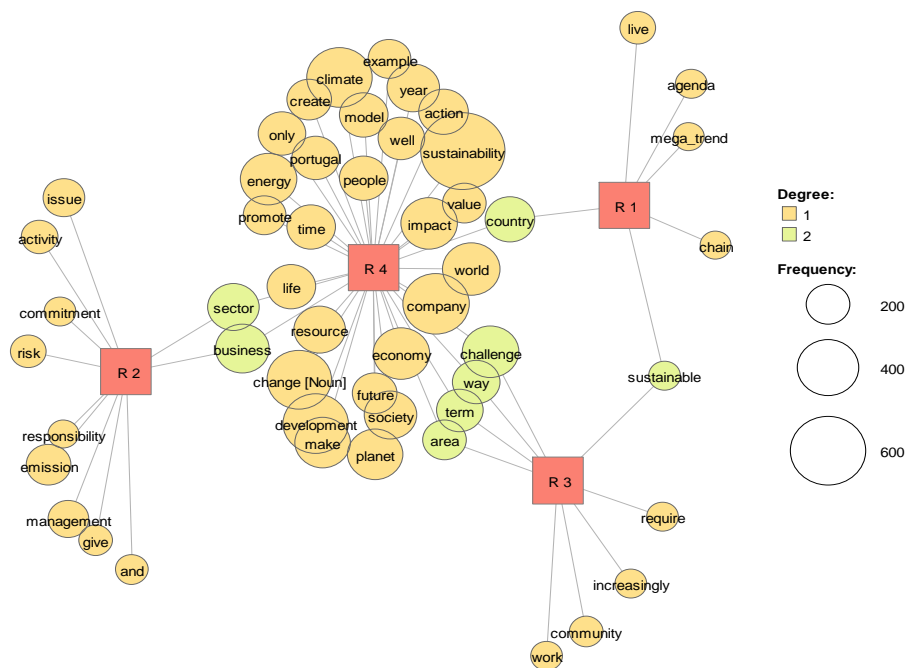 live
example
climate
agenda
year
create
action
model
only
well
mega_trend
sustainability
portugal
energy
people
issue
value
R 1
promote
country
impact
time
activity
chain
R 4
world
life
company
sector
commitment
resource
business
risk
economy
challenge
R 2
sustainable
way
change [Noun]
future
term
society
development
responsibility
make
area
planet
emission
R 3
require
management
give
and
increasingly
community
work
Degree:
1
2
Frequency:
200
400
600